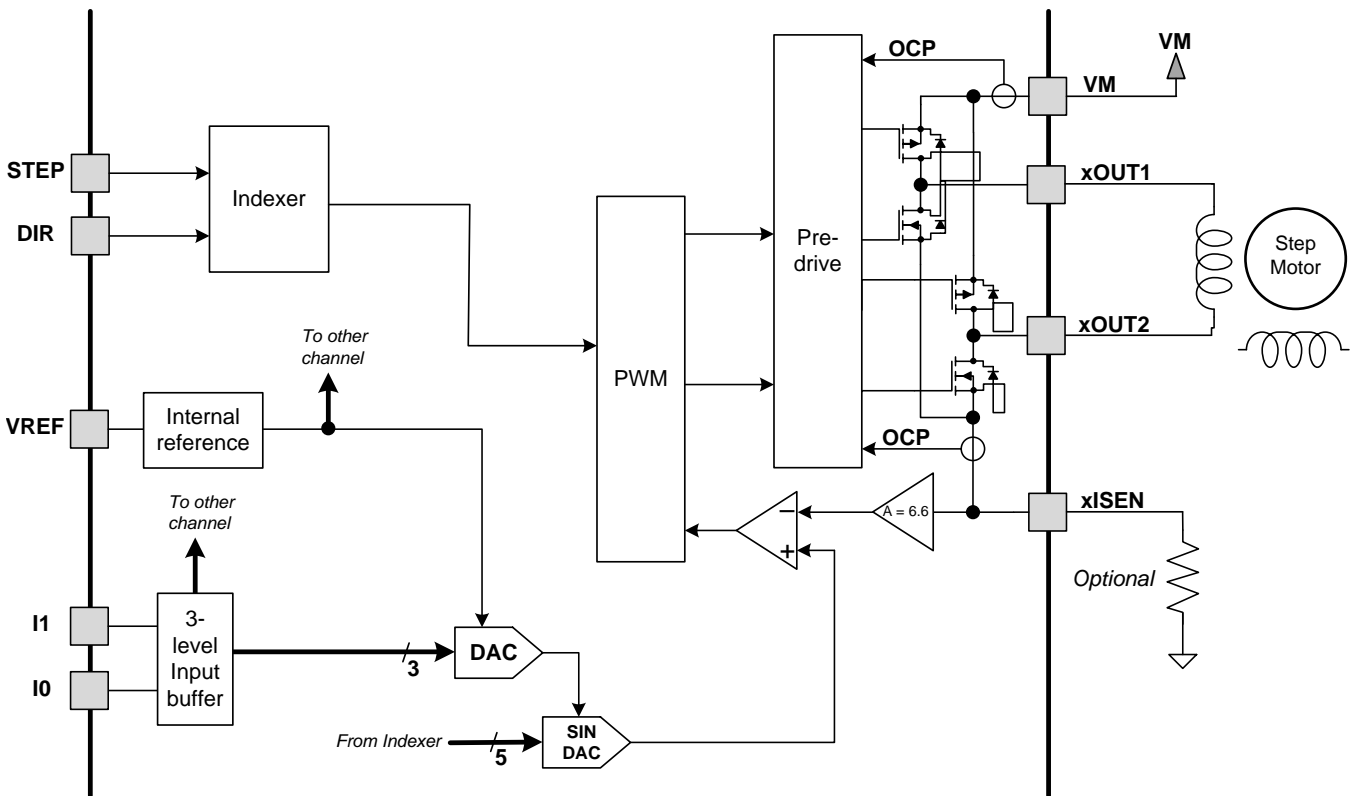 OCP
VM
VM
STEP
DIR
Indexer
xOUT1
Pre-
drive
Step
Motor
To other
channel
PWM
xOUT2
VREF
Internal
reference
OCP
To other
channel
A = 6.6
xISEN
−
+
Optional
I1
I0
3-
level
Input
buffer
3
DAC
From Indexer
5
SIN
DAC